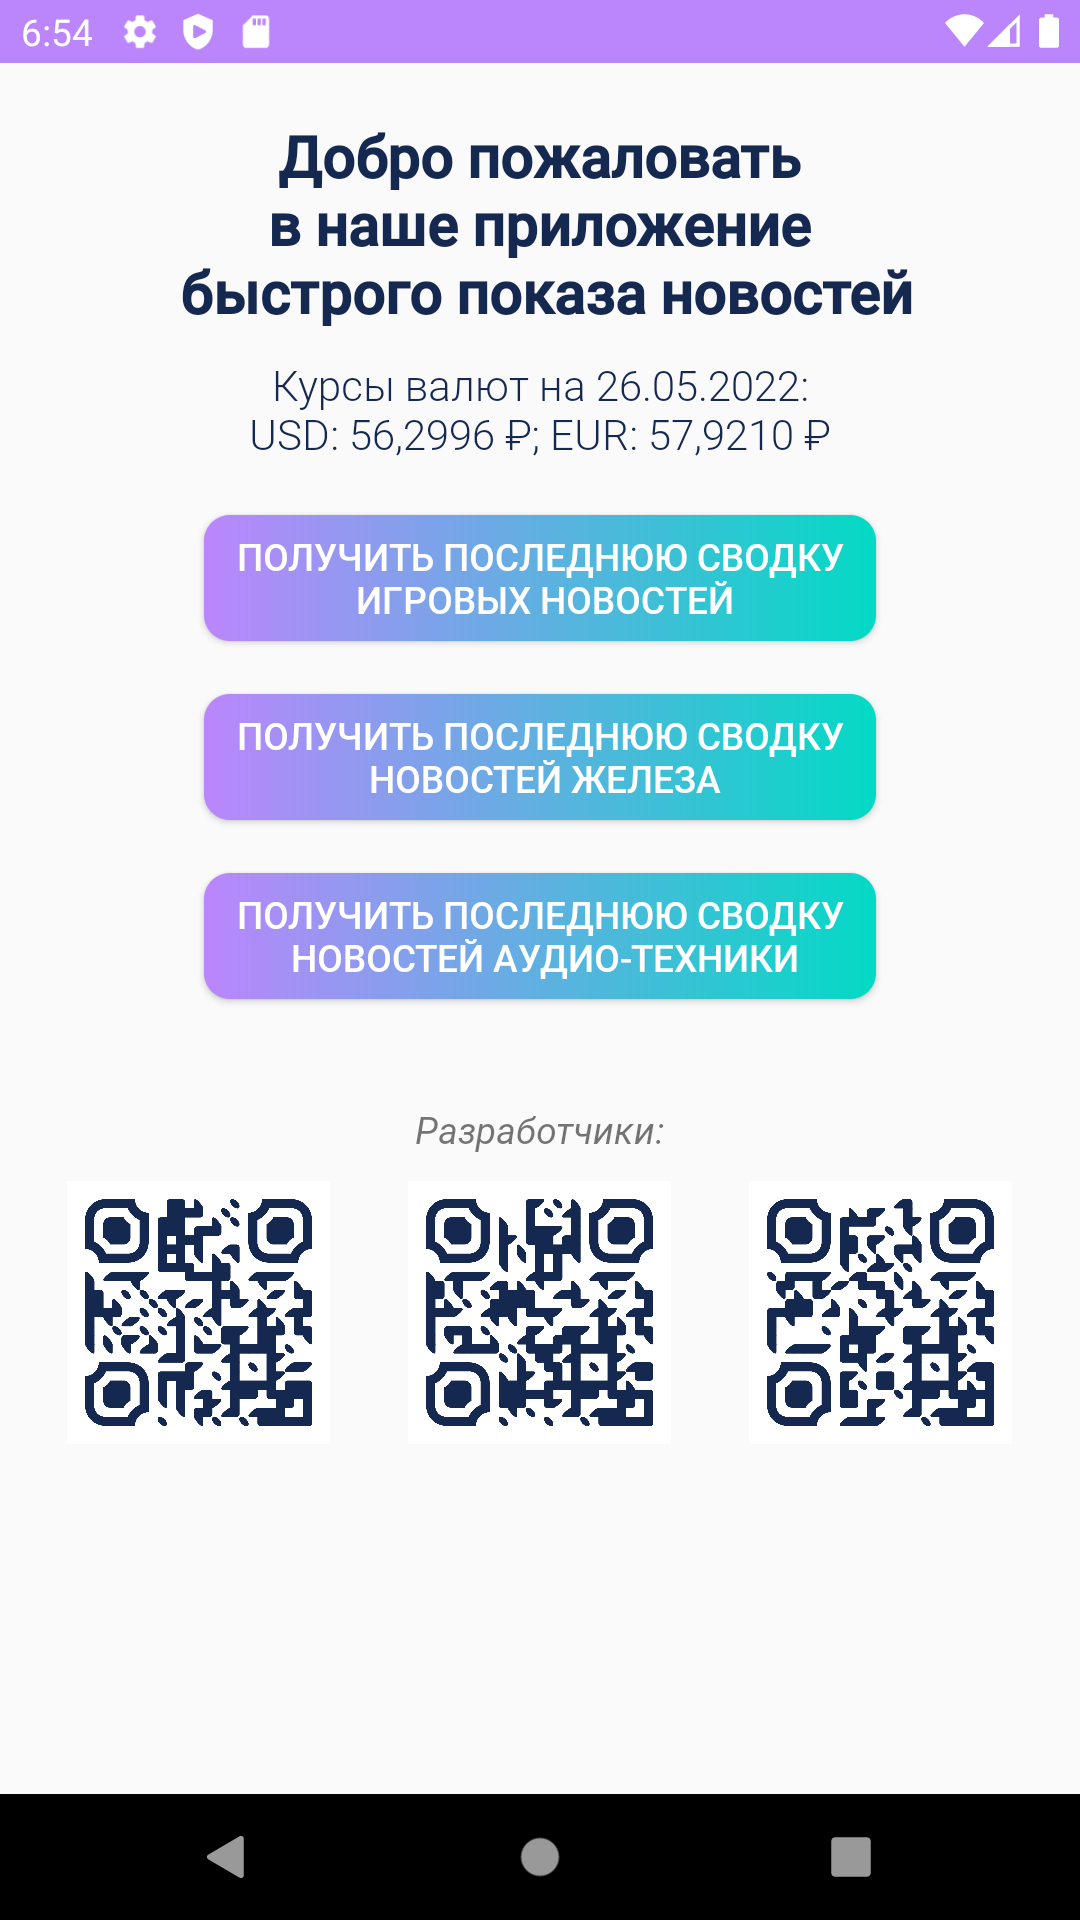 6:54
Добро пожаловать
в наше приложение
быстрого показа новостей
Курсы валют на 26.05.2022:
USD: 56,2996 ₽; EUR: 57,9210 ₽
ПОЛУЧИТЬ ПОСЛЕДНЮЮ СВОДКУ
ИГРОВЫХ НОВОСТЕЙ
ПОЛУЧИТЬ ПОСЛЕДНЮЮ СВОДКУ
НОВОСТЕЙ ЖЕЛЕЗА
ПОЛУЧИТЬ ПОСЛЕДНЮЮ СВОДКУ
НОВОСТЕЙ АУДИО-ТЕХНИКИ
Разработчики: